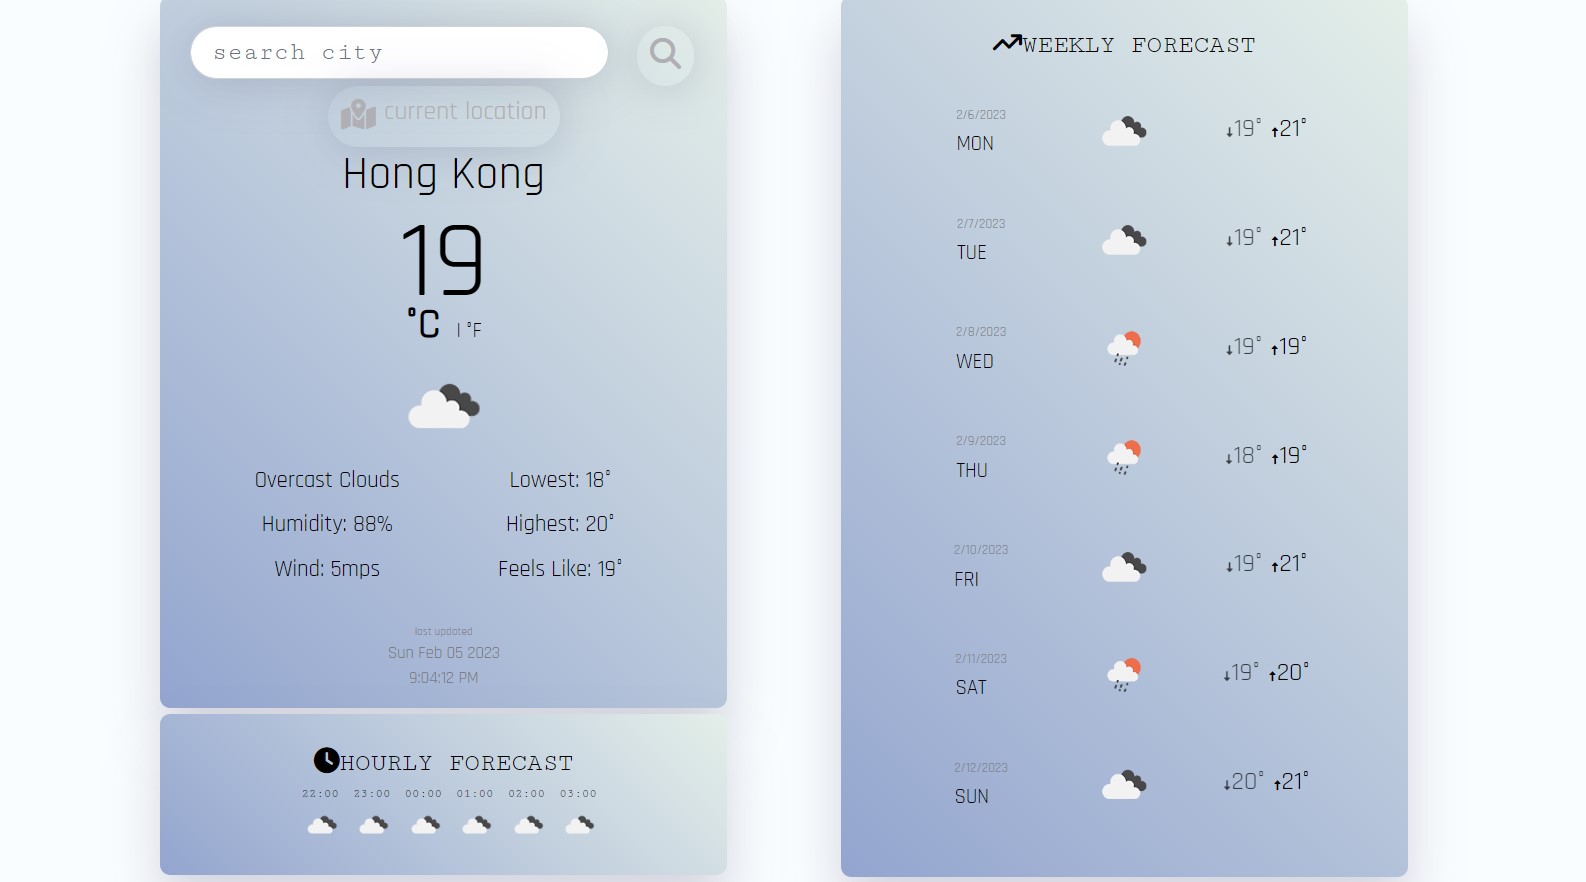 search city
current location
Hong Kong
19
°C | °F
Overcast Clouds
Lowest: 18°
Humidity: 88%
Highest: 20°
Wind: 5mps
Feels Like: 19°
last updated
Sun Feb 05 2023
9:04:12 PM
HOURLY FORECAST
22:00 23:00 00:00 01:00 02:00 03:00
WEEKLY FORECAST
2/6/2023
MON
↓19° ↑21°
2/7/2023
TUE
↓19° ↑21°
2/8/2023
WED
↓19° ↑19°
2/9/2023
THU
↓18° ↑19°
2/10/2023
FRI
↓19° ↑21°
2/11/2023
SAT
↓19° ↑20°
2/12/2023
SUN
↓20° ↑21°